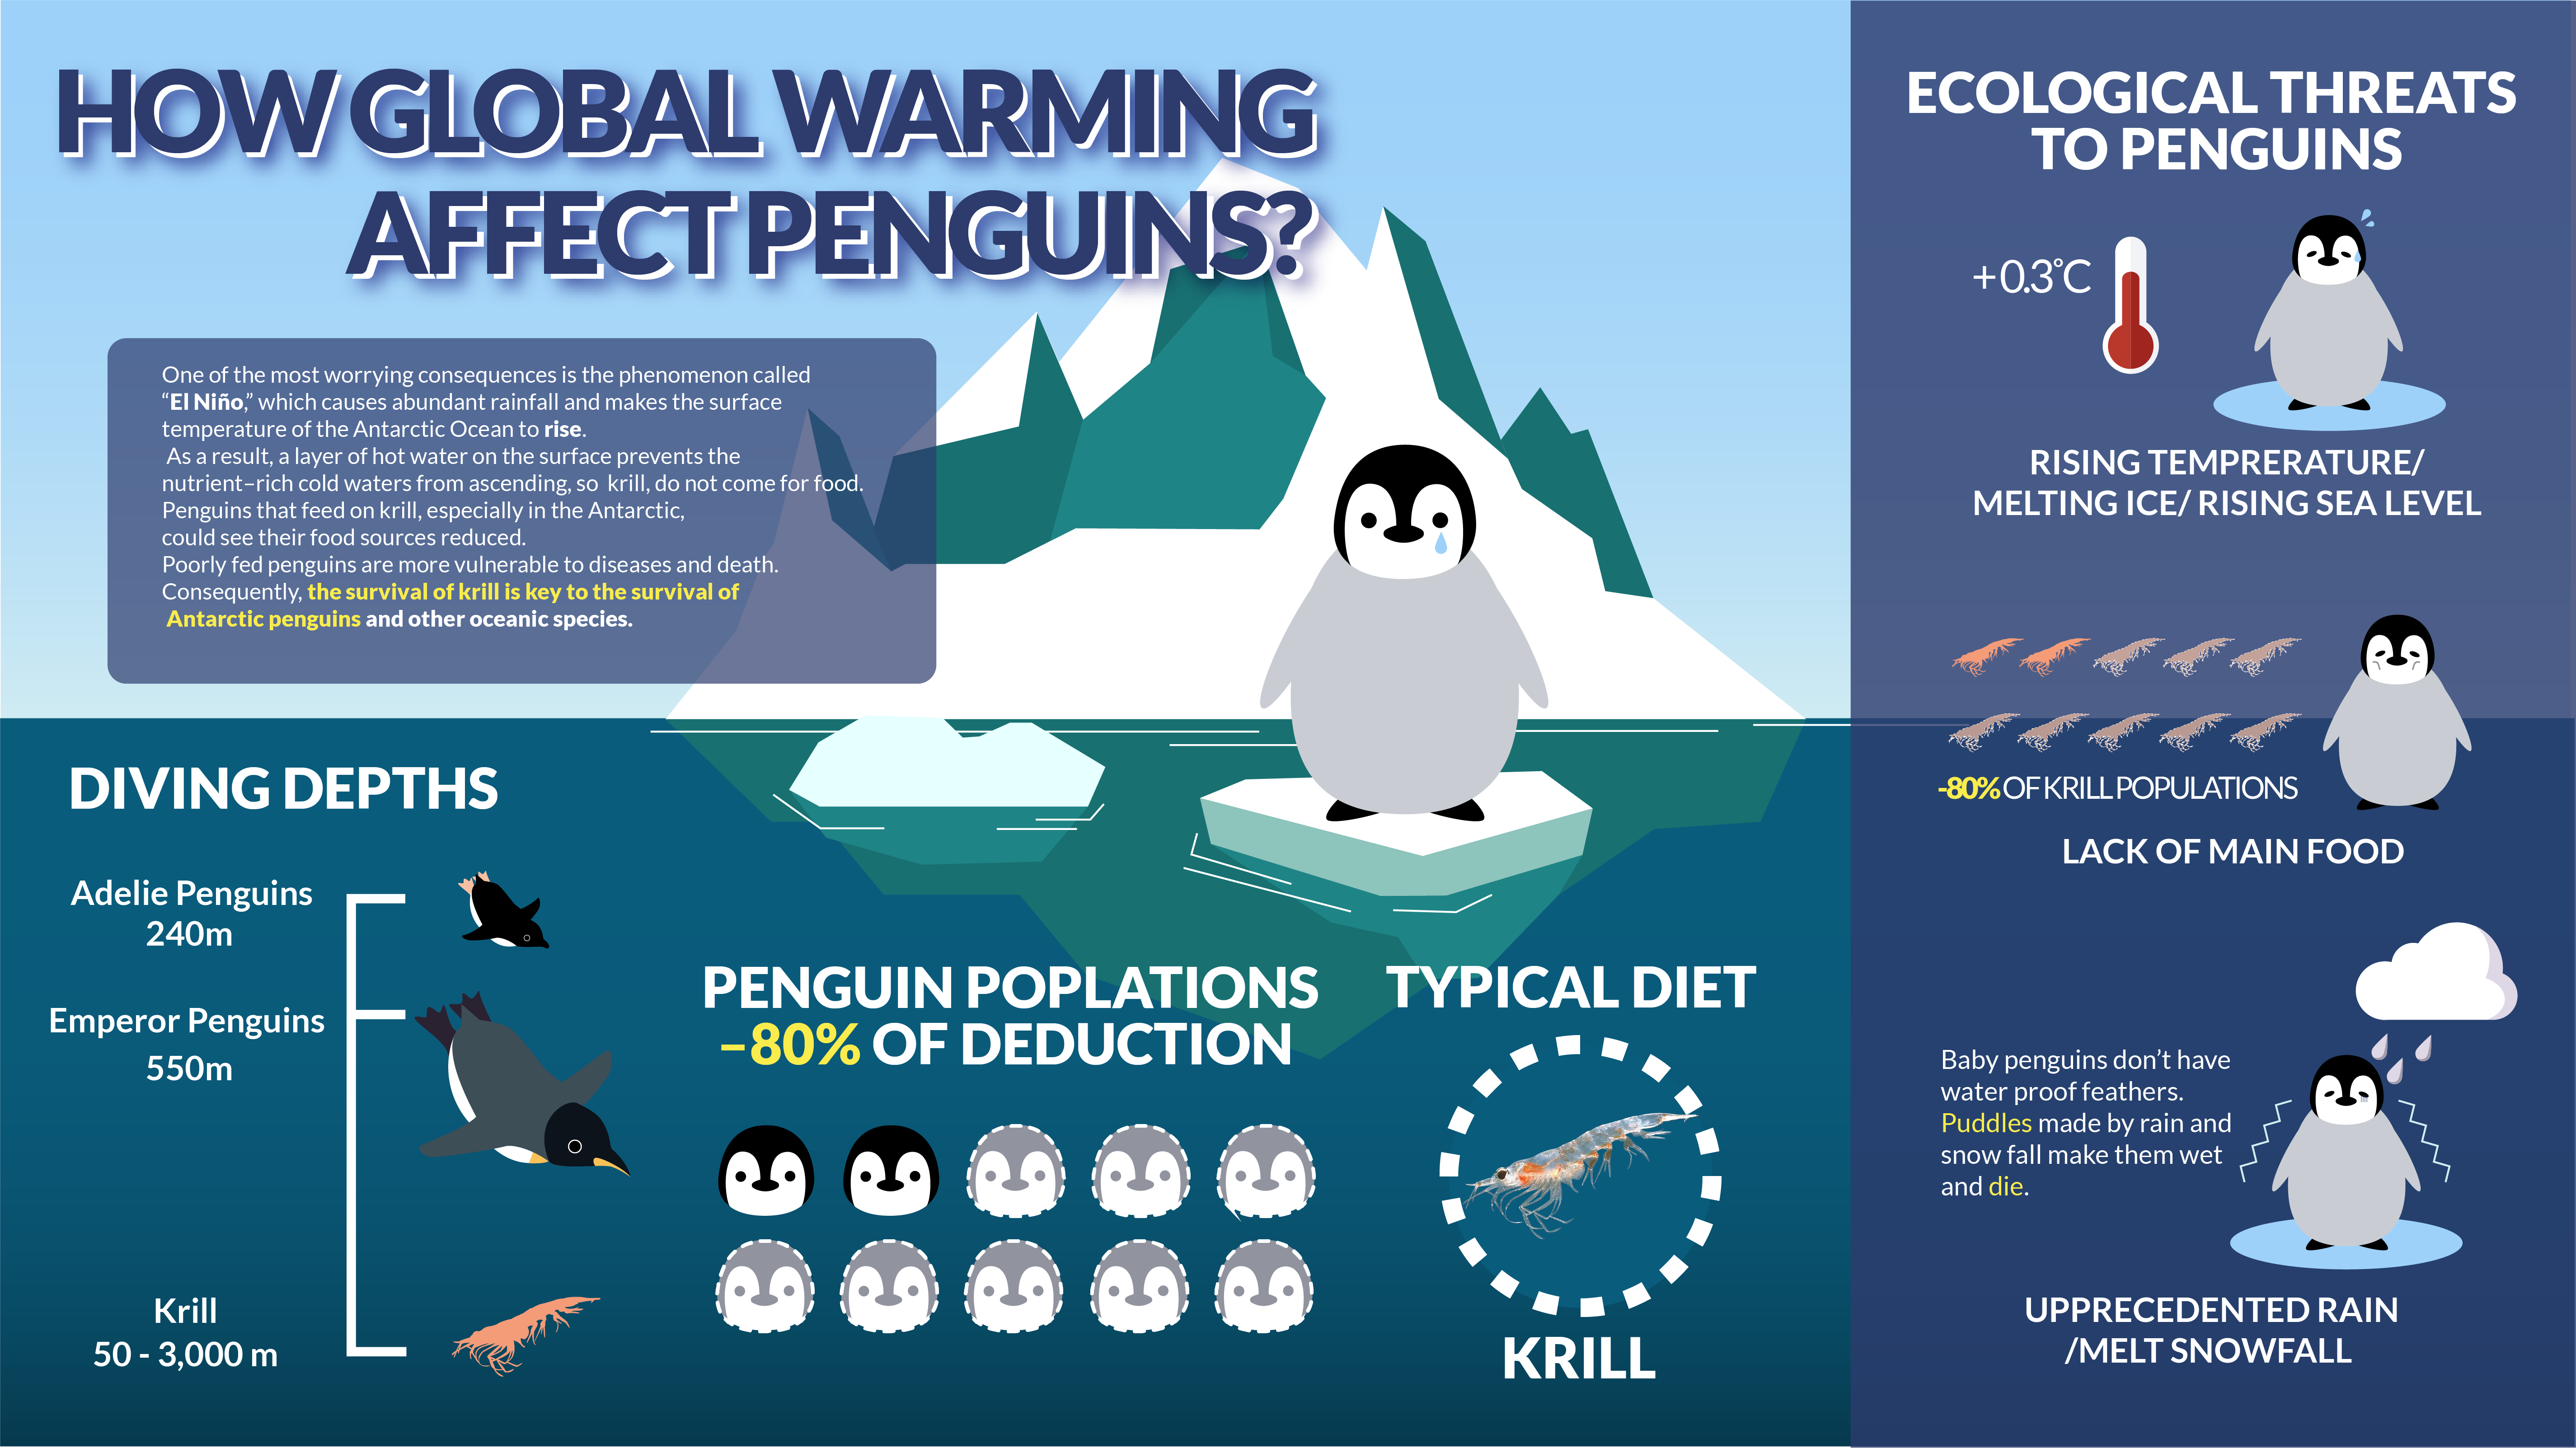 HOW GLOBAL WARMING
AFFECT PENGUINS?
One of the most worrying consequences is the phenomenon called
“El Niño,” which causes abundant rainfall and makes the surface
temperature of the Antarctic Ocean to rise.
As a result, a layer of hot water on the surface prevents the
nutrient–rich cold waters from ascending, so krill, do not come for food.
Penguins that feed on krill, especially in the Antarctic,
could see their food sources reduced.
Poorly fed penguins are more vulnerable to diseases and death.
Consequently, the survival of krill is key to the survival of
Antarctic penguins and other oceanic species.
DIVING DEPTHS
Adelie Penguins
240m
Emperor Penguins
550m
Krill
50 - 3,000 m
PENGUIN POPLATIONS
–80% OF DEDUCTION
TYPICAL DIET
KRILL
ECOLOGICAL THREATS
TO PENGUINS
+0.3°C
RISING TEMPRERATURE/
MELTING ICE/ RISING SEA LEVEL
-80% OF KRILL POPULATIONS
LACK OF MAIN FOOD
Baby penguins don’t have
water proof feathers.
Puddles made by rain and
snow fall make them wet
and die.
UPPRECEDENTED RAIN
/MELT SNOWFALL